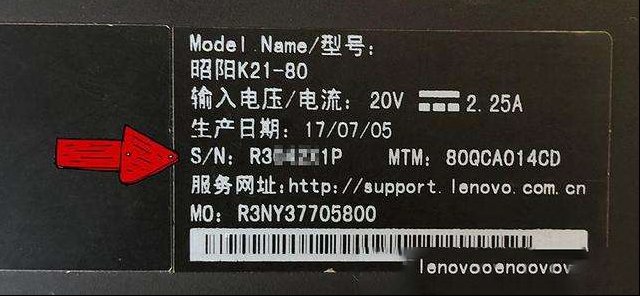 Model Name/型号:
昭阳K21-80
输入电压/电流: 20V 2.25A
生产日期: 17/07/05
S/N: MTM: 80QCA014CD
服务网址:http://support.lenovo.com.cn
MO: R3NY37705800
lenovooenoovov